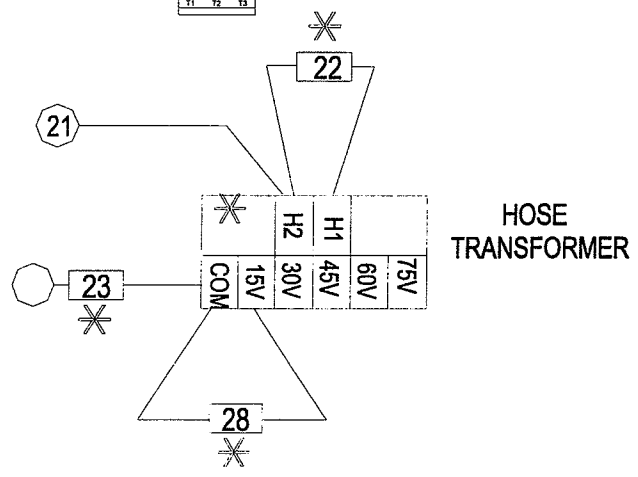 T1 T2 T3
22
21
H2 H1
HOSE
TRANSFORMER
COM 15V 30V 45V 60V 75V
23
28